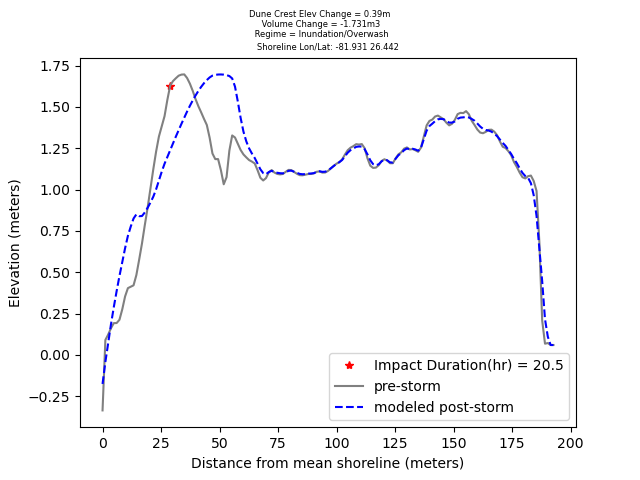 Dune Crest Elev Change = 0.39m
Volume Change = -1.731m3
Regime = Inundation/Overwash
Shoreline Lon/Lat: -81.931 26.442
1.75
1.50
1.25
1.00
0.75
0.50
0.25
0.00
−0.25
Elevation (meters)
Impact Duration(hr) = 20.5
pre-storm
modeled post-storm
0 25 50 75 100 125 150 175 200
Distance from mean shoreline (meters)